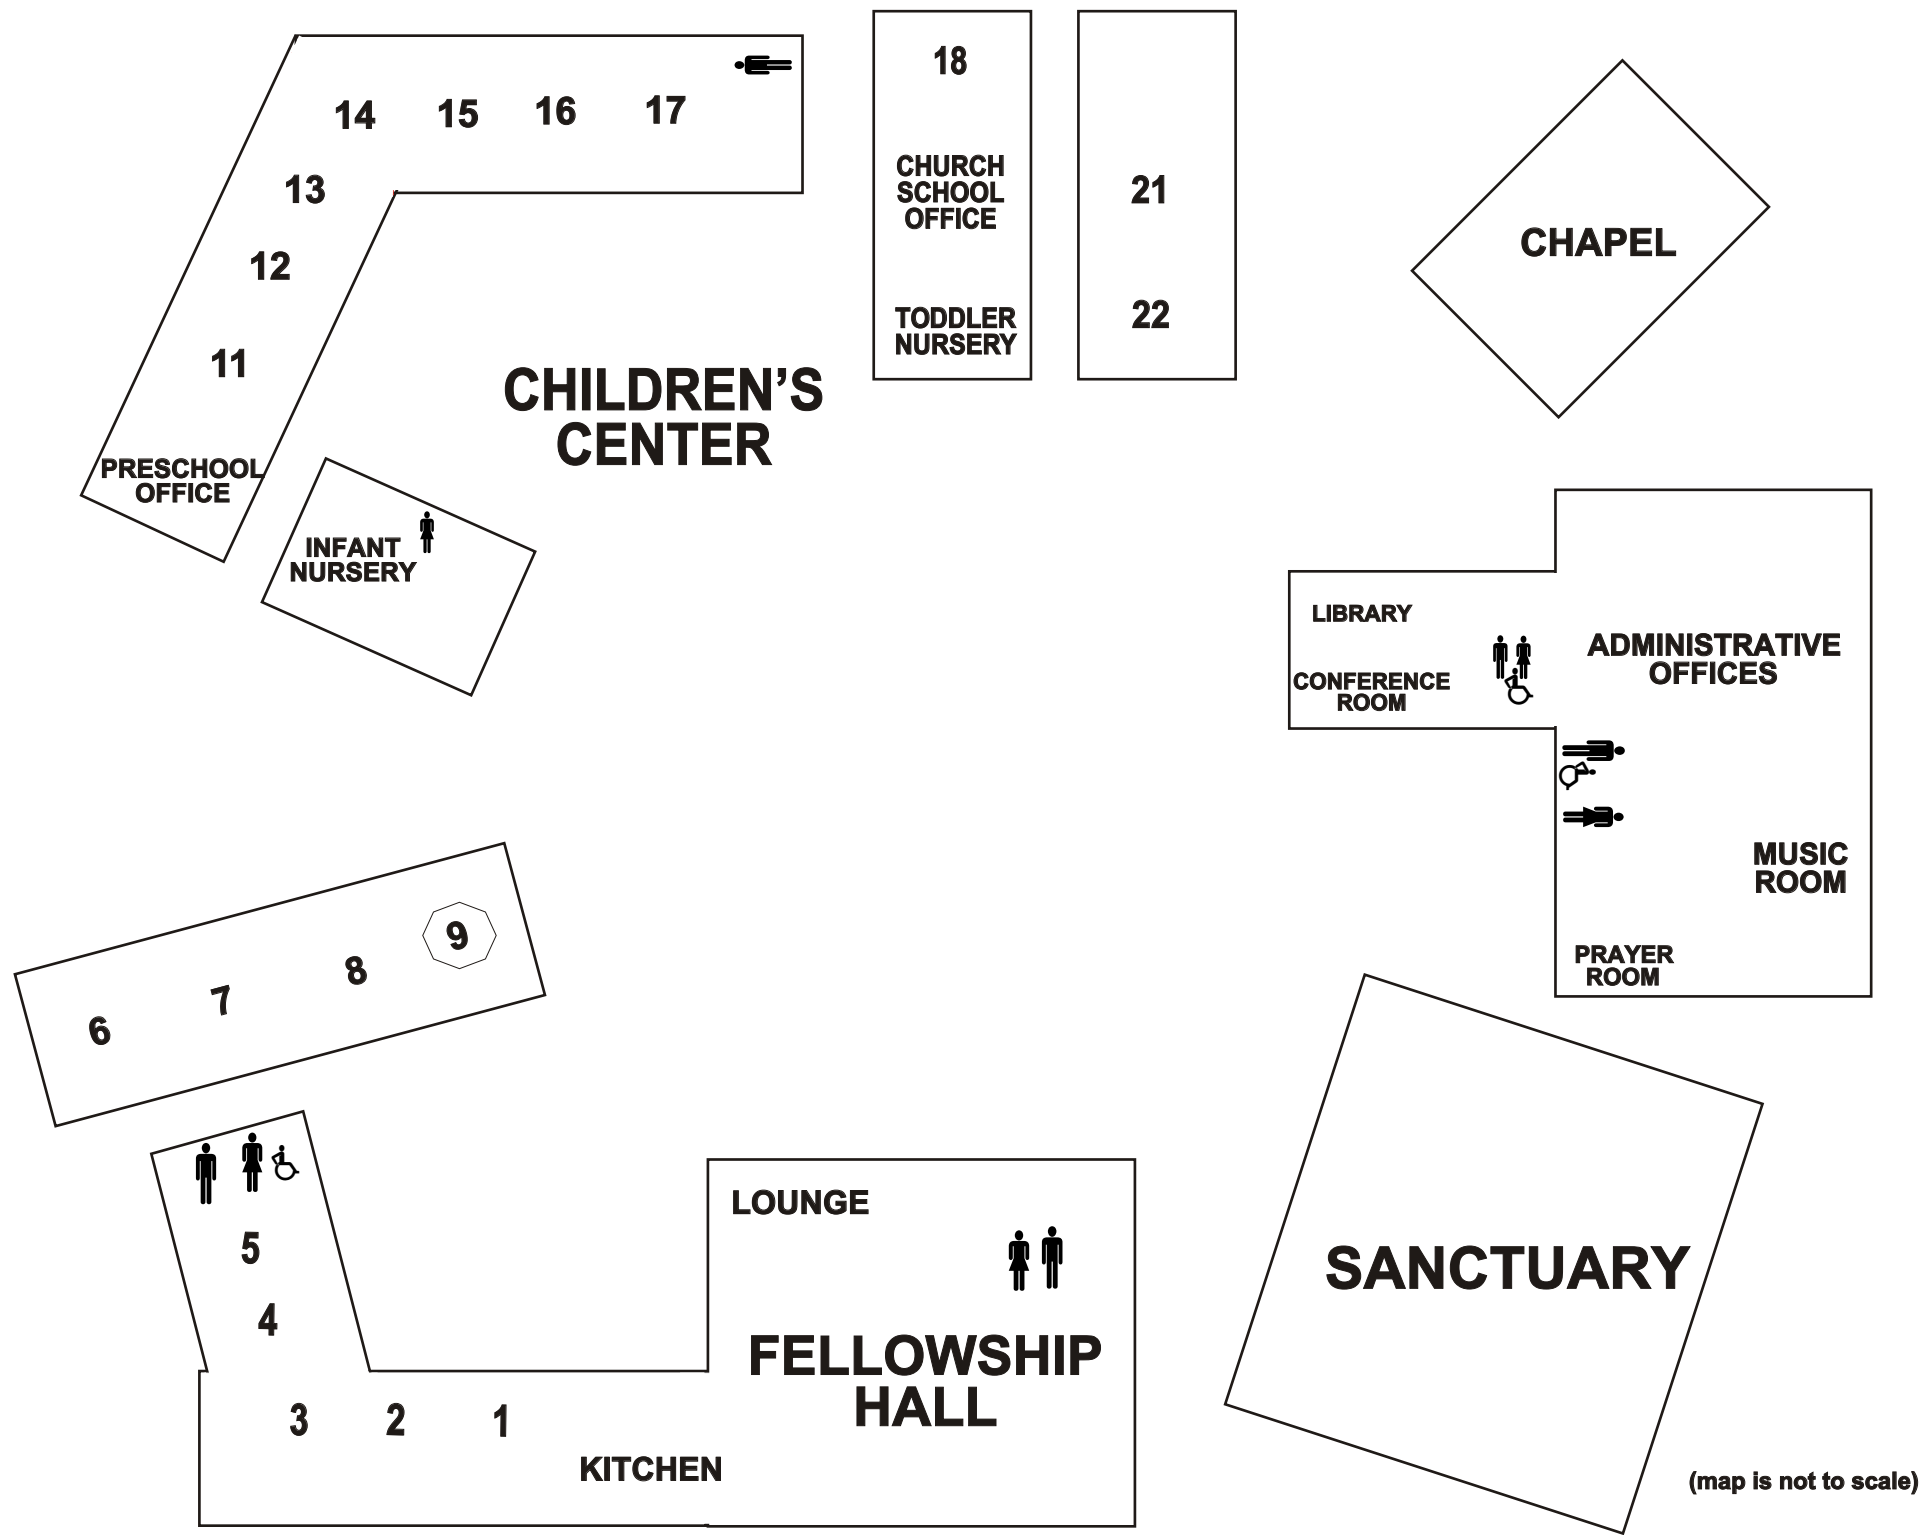 18
14
15
16
17
CHURCH
SCHOOL
OFFICE
21
13
CHAPEL
12
TODDLER
NURSERY
22
11
CHILDREN'S
CENTER
PRESCHOOL
OFFICE
INFANT
NURSERY
LIBRARY
CONFERENCE
ROOM
ADMINISTRATIVE
OFFICES
MUSIC
ROOM
PRAYER
ROOM
9
8
7
6
5
4
3
2
1
KITCHEN
LOUNGE
FELLOWSHIP
HALL
SANCTUARY
(map is not to scale)